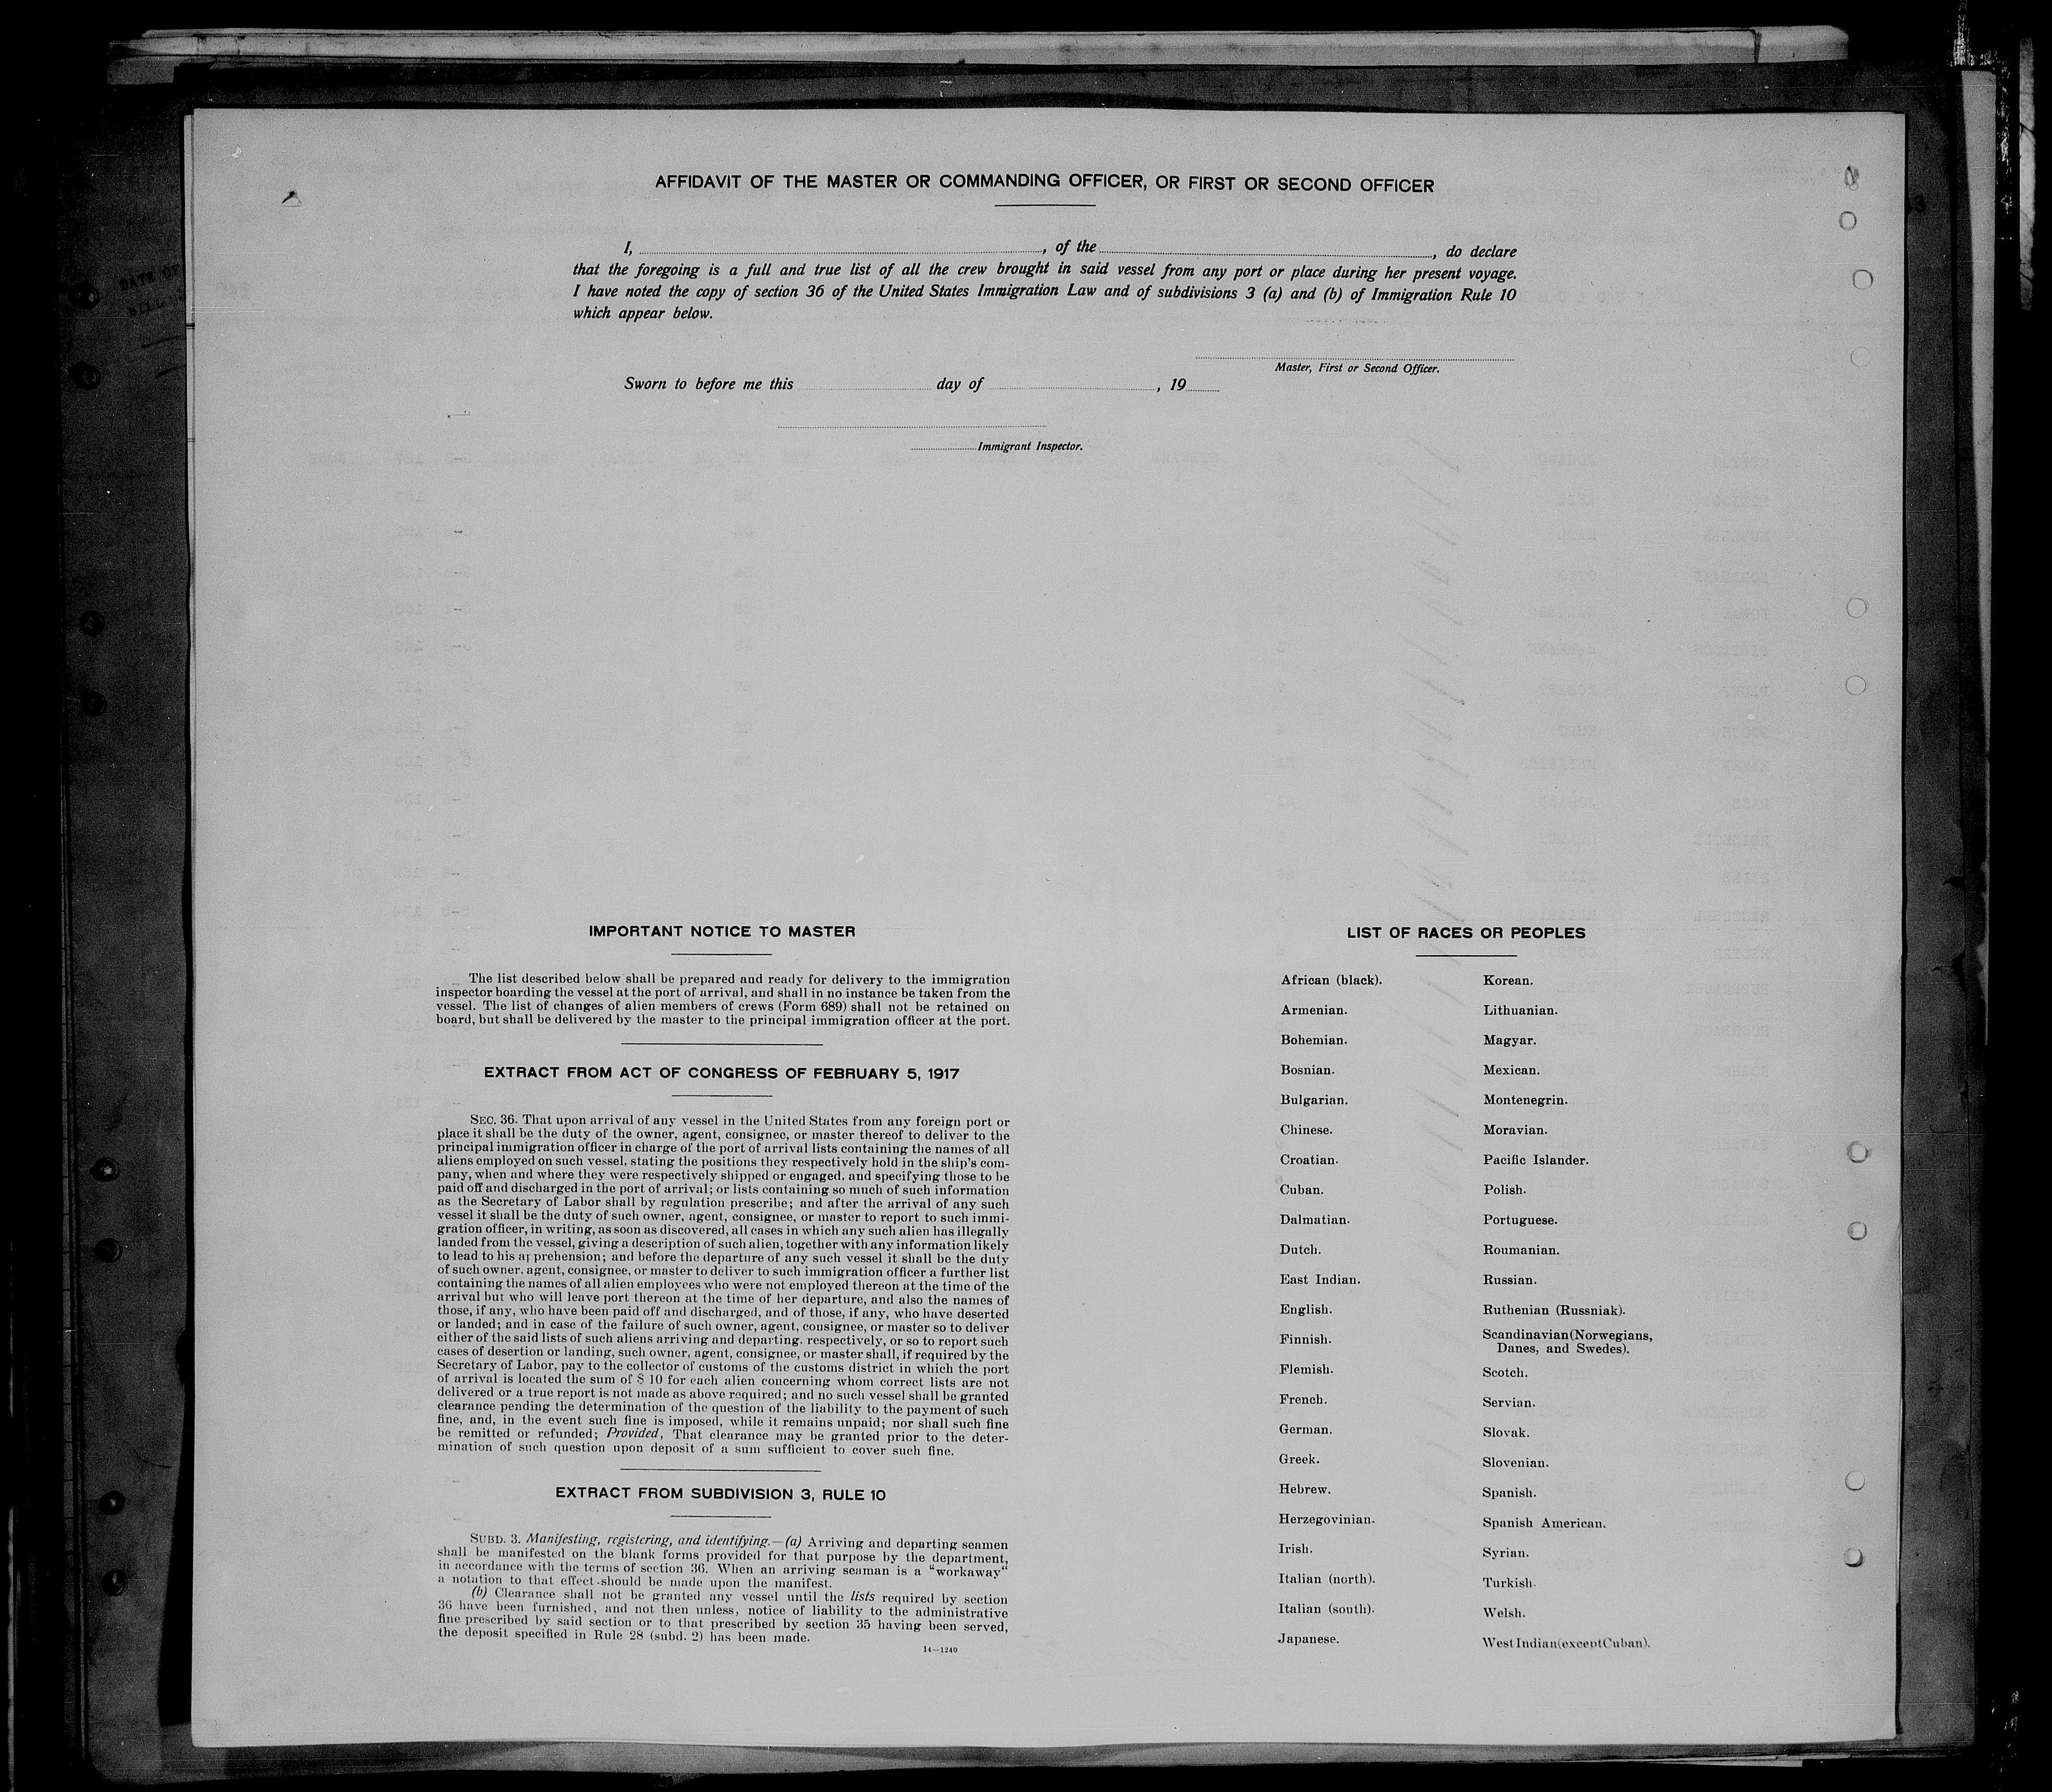 AFFIDAVIT OF THE MASTER OR COMMANDING OFFICER, OR FIRST OR SECOND OFFICER
I, , of the , do declare
that the foregoing is a full and true list of all the crew brought in said vessel from any port or place during her present voyage.
I have noted the copy of section 36 of the United States Immigration Law and of subdivisions 3 (a) and (b) of Immigration Rule 10
which appear below.
Master, First or Second Officer.
Sworn to before me this day of , 19
Immigrant Inspector.
IMPORTANT NOTICE TO MASTER
The list described below shall be prepared and ready for delivery to the immigration
inspector boarding the vessel at the port of arrival, and shall in no instance be taken from the
vessel. The list of changes of alien members of crews (Form 689) shall not be retained on
board, but shall be delivered by the master to the principal immigration officer at the port.
EXTRACT FROM ACT OF CONGRESS OF FEBRUARY 5, 1917
SEC. 36. That upon arrival of any vessel in the United States from any foreign port or
place it shall be the duty of the owner, agent, consignee, or master thereof to deliver to the
principal immigration officer in charge of the port of arrival lists containing the names of all
aliens employed on such vessel, stating the positions they respectively hold in the ship's com-
pany, when and where they were respectively shipped or engaged, and specifying those to be
paid off and discharged in the port of arrival; or lists containing so much of such information
as the Secretary of Labor shall by regulation prescribe; and after the arrival of any such
vessel it shall be the duty of such owner, agent, consignee, or master to report to such immi-
gration officer, in writing, as soon as discovered, all cases in which any such alien has illegally
landed from the vessel, giving a description of such alien, together with any information likely
to lead to his apprehension; and before the departure of any such vessel it shall be the duty
of such owner, agent, consignee, or master to deliver to such immigration officer a further list
containing the names of all alien employees who were not employed thereon at the time of the
arrival but who will leave port thereon at the time of her departure, and also the names of
those, if any, who have been paid off and discharged, and of those, if any, who have deserted
or landed; and in case of the failure of such owner, agent, consignee, or master so to deliver
either of the said lists of such aliens arriving and departing, respectively, or so to report such
cases of desertion or landing, such owner, agent, consignee, or master shall, if required by the
Secretary of Labor, pay to the collector of customs of the customs district in which the port
of arrival is located the sum of $ 10 for each alien concerning whom correct lists are not
delivered or a true report is not made as above required; and no such vessel shall be granted
clearance pending the determination of the question of the liability to the payment of such
fine, and, in the event such fine is imposed, while it remains unpaid; nor shall such fine
be remitted or refunded; Provided, That clearance may be granted prior to the deter-
mination of such question upon deposit of a sum sufficient to cover such fine.
EXTRACT FROM SUBDIVISION 3, RULE 10
SUBD. 3. Manifesting, registering, and identifying.—(a) Arriving and departing seamen
shall be manifested on the blank forms provided for that purpose by the department,
in accordance with the terms of section 36. When an arriving seaman is a "workaway"
a notation to that effect should be made upon the manifest.
(b) Clearance shall not be granted any vessel until the lists required by section
36 have been furnished, and not then unless, notice of liability to the administrative
fine prescribed by said section or to that prescribed by section 35 having been served,
the deposit specified in Rule 28 (subd. 2) has been made.
14—1240
LIST OF RACES OR PEOPLES
African (black).
Armenian.
Bohemian.
Bosnian.
Bulgarian.
Chinese.
Croatian.
Cuban.
Dalmatian.
Dutch.
East Indian.
English.
Finnish.
Flemish.
French.
German.
Greek.
Hebrew.
Herzegovinian.
Irish.
Italian (north).
Italian (south).
Japanese.
Korean.
Lithuanian.
Magyar.
Mexican.
Montenegrin.
Moravian.
Pacific Islander.
Polish.
Portuguese.
Roumanian.
Russian.
Ruthenian (Russniak).
Scandinavian (Norwegians,
Danes, and Swedes).
Scotch.
Servian.
Slovak.
Slovenian.
Spanish.
Spanish American.
Syrian.
Turkish.
Welsh.
West Indian (except Cuban).